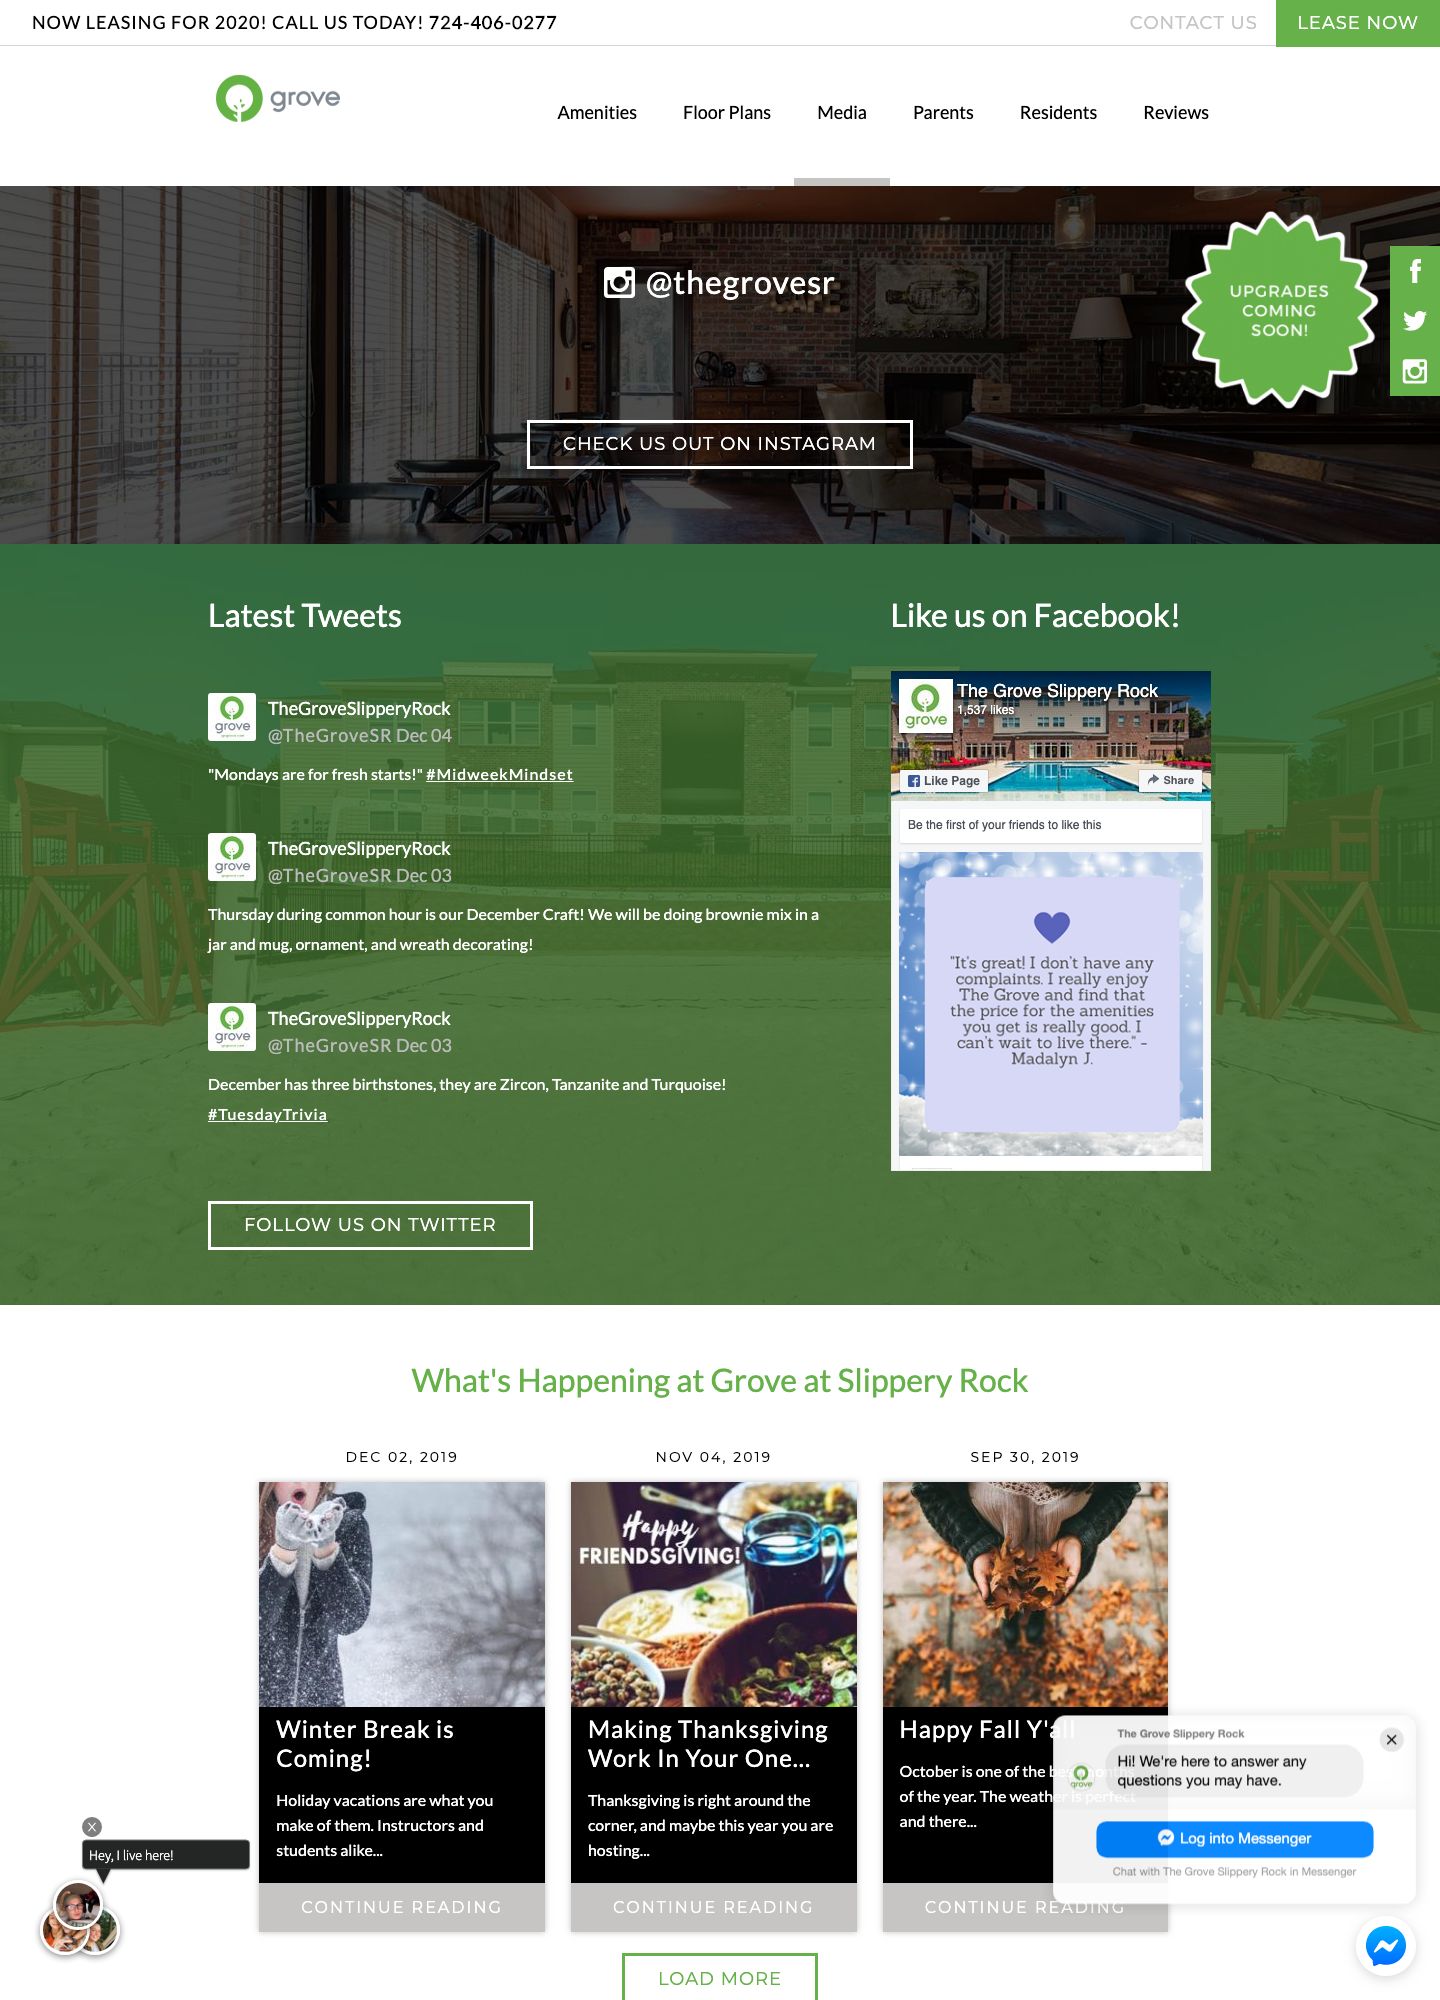 NOW LEASING FOR 2020! CALL US TODAY! 724-406-0277
CONTACT US
LEASE NOW
grove
Amenities
Floor Plans
Media
Parents
Residents
Reviews
@thegrovesr
UPGRADES
COMING
SOON!
CHECK US OUT ON INSTAGRAM
Latest Tweets
grove
TheGroveSlipperyRock
@TheGroveSR Dec 04
"Mondays are for fresh starts!" #MidweekMindset
grove
TheGroveSlipperyRock
@TheGroveSR Dec 03
Thursday during common hour is our December Craft! We will be doing brownie mix in a
jar and mug, ornament, and wreath decorating!
grove
TheGroveSlipperyRock
@TheGroveSR Dec 03
December has three birthstones, they are Zircon, Tanzanite and Turquoise!
#TuesdayTrivia
FOLLOW US ON TWITTER
Like us on Facebook!
grove
The Grove Slippery Rock
1,537 likes
Like Page
Share
Be the first of your friends to like this
"It's great! I don't have any
complaints. I really enjoy
The Grove and find that
the price for the amenities
you get is really good. I
can't wait to live there." -
Madalyn J.
What's Happening at Grove at Slippery Rock
DEC 02, 2019
Winter Break is
Coming!
Holiday vacations are what you
make of them. Instructors and
students alike...
CONTINUE READING
NOV 04, 2019
Happy
FRIENDSGIVING!
Making Thanksgiving
Work In Your One...
Thanksgiving is right around the
corner, and maybe this year you are
hosting...
CONTINUE READING
SEP 30, 2019
Happy Fall Y'all
October is one of the best months
of the year. The weather is perfect
and there...
CONTINUE READING
LOAD MORE
X
Hey, I live here!
The Grove Slippery Rock
grove
Hi! We're here to answer any
questions you may have.
Log into Messenger
Chat with The Grove Slippery Rock in Messenger